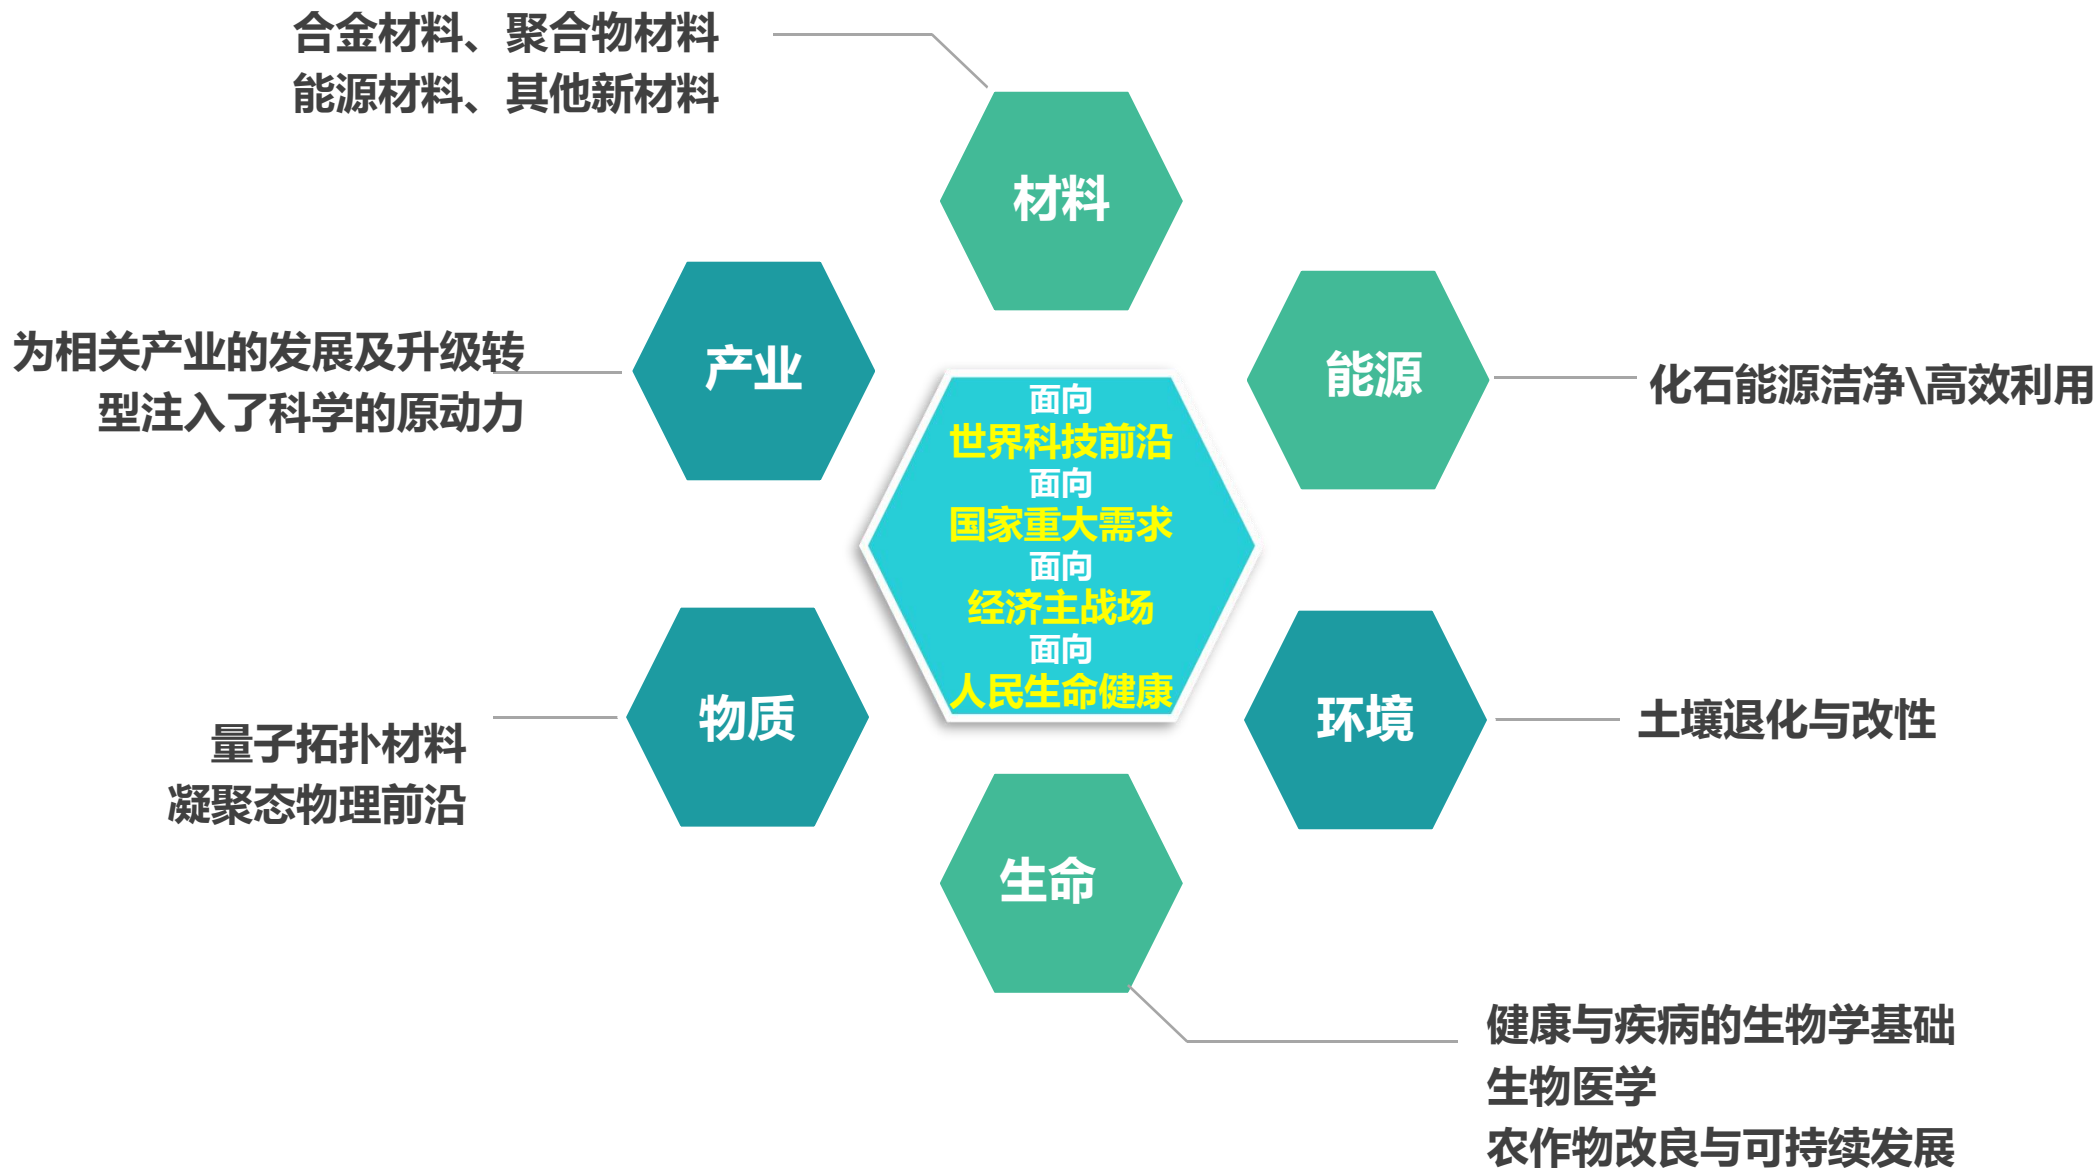 合金材料、聚合物材料
能源材料、其他新材料
材料
产业
为相关产业的发展及升级转
型注入了科学的原动力
能源
化石能源洁净\高效利用
面向
世界科技前沿
面向
国家重大需求
面向
经济主战场
面向
人民生命健康
物质
量子拓扑材料
凝聚态物理前沿
环境
土壤退化与改性
生命
健康与疾病的生物学基础
生物医学
农作物改良与可持续发展